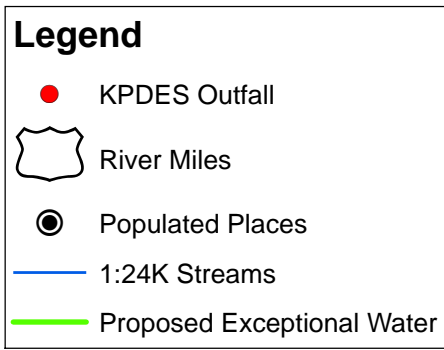 Legend
KPDES Outfall
River Miles
Populated Places
1:24K Streams
Proposed Exceptional Water